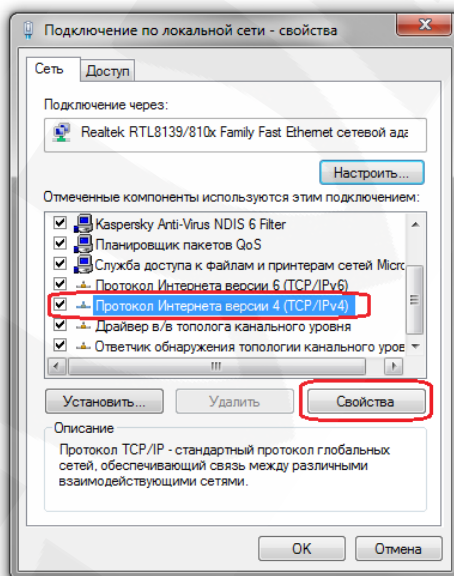 Подключение по локальной сети - свойства
Сеть Доступ
Подключение через:
Realtek RTL8139/810x Family Fast Ethernet сетевой ада
Настроить...
Отмеченные компоненты используются этим подключением:
Kaspersky Anti-Virus NDIS 6 Filter
Планировщик пакетов QoS
Служба доступа к файлам и принтерам сетей Micro
Протокол Интернета версии 6 (TCP/IPv6)
Протокол Интернета версии 4 (TCP/IPv4)
Драйвер в/в тополога канального уровня
Ответчик обнаружения топологии канального уров
Установить... Удалить Свойства
Описание
Протокол TCP/IP - стандартный протокол глобальных
сетей, обеспечивающий связь между различными
взаимодействующими сетями.
OK Отмена